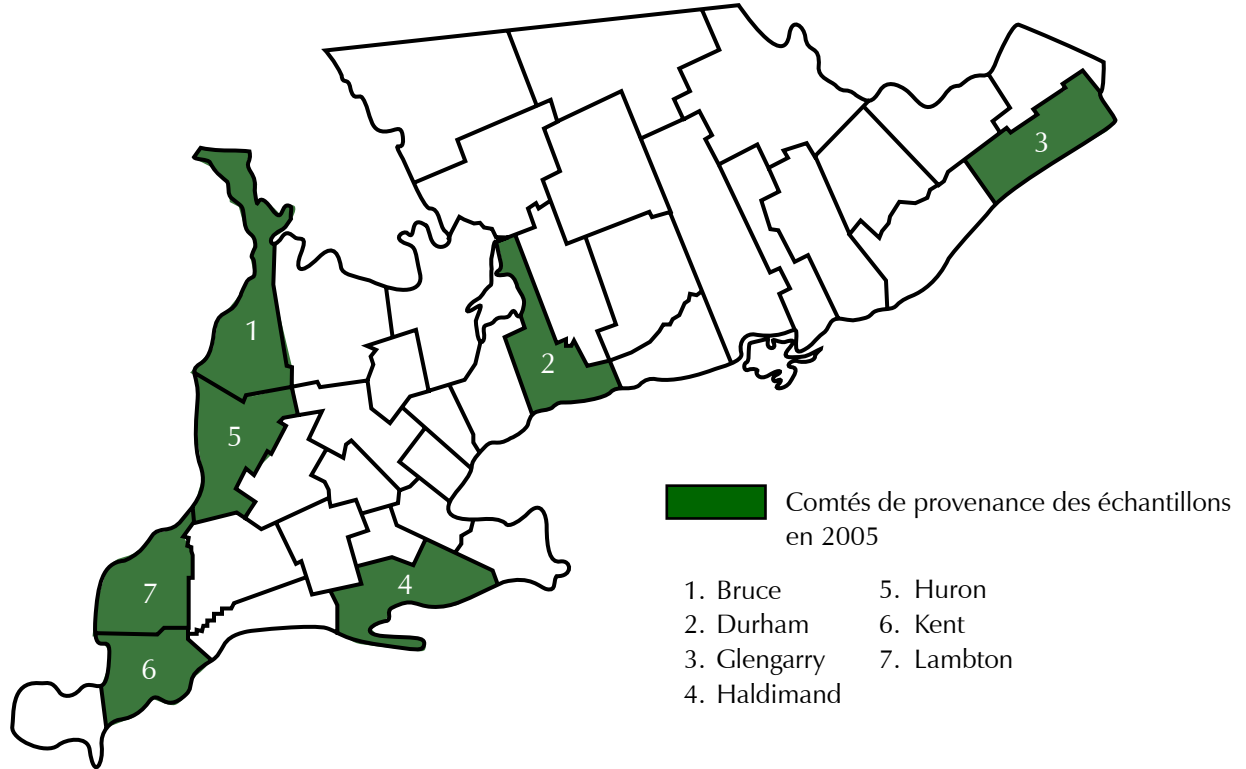 1
2
3
4
5
6
7
Comtés de provenance des échantillons
en 2005
1. Bruce
2. Durham
3. Glengarry
4. Haldimand
5. Huron
6. Kent
7. Lambton